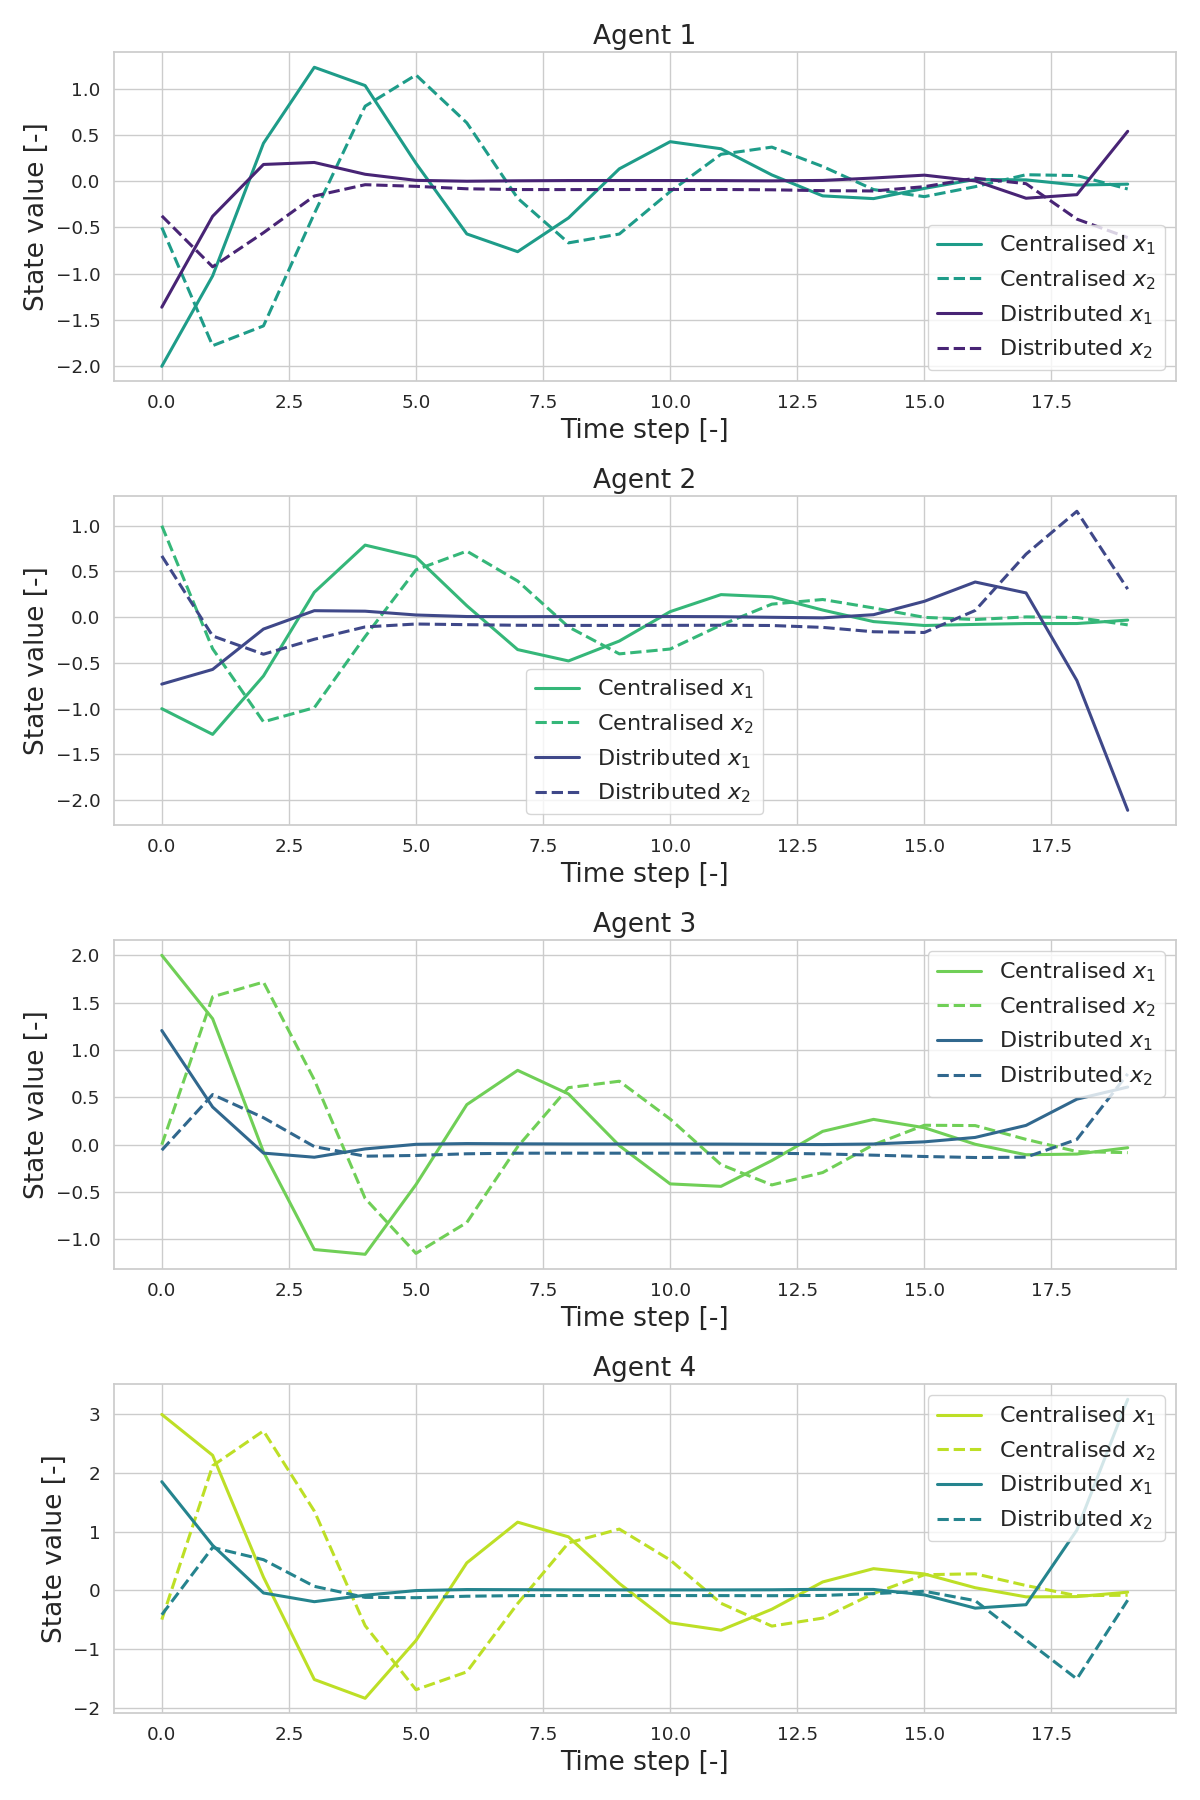 Agent 1
State value [-]
1.0
0.5
0.0
−0.5
−1.0
−1.5
−2.0
Centralised x₁
Centralised x₂
Distributed x₁
Distributed x₂
0.0 2.5 5.0 7.5 10.0 12.5 15.0 17.5
Time step [-]
Agent 2
State value [-]
1.0
0.5
0.0
−0.5
−1.0
−1.5
−2.0
Centralised x₁
Centralised x₂
Distributed x₁
Distributed x₂
0.0 2.5 5.0 7.5 10.0 12.5 15.0 17.5
Time step [-]
Agent 3
State value [-]
2.0
1.5
1.0
0.5
0.0
−0.5
−1.0
Centralised x₁
Centralised x₂
Distributed x₁
Distributed x₂
0.0 2.5 5.0 7.5 10.0 12.5 15.0 17.5
Time step [-]
Agent 4
State value [-]
3
2
1
0
−1
−2
Centralised x₁
Centralised x₂
Distributed x₁
Distributed x₂
0.0 2.5 5.0 7.5 10.0 12.5 15.0 17.5
Time step [-]